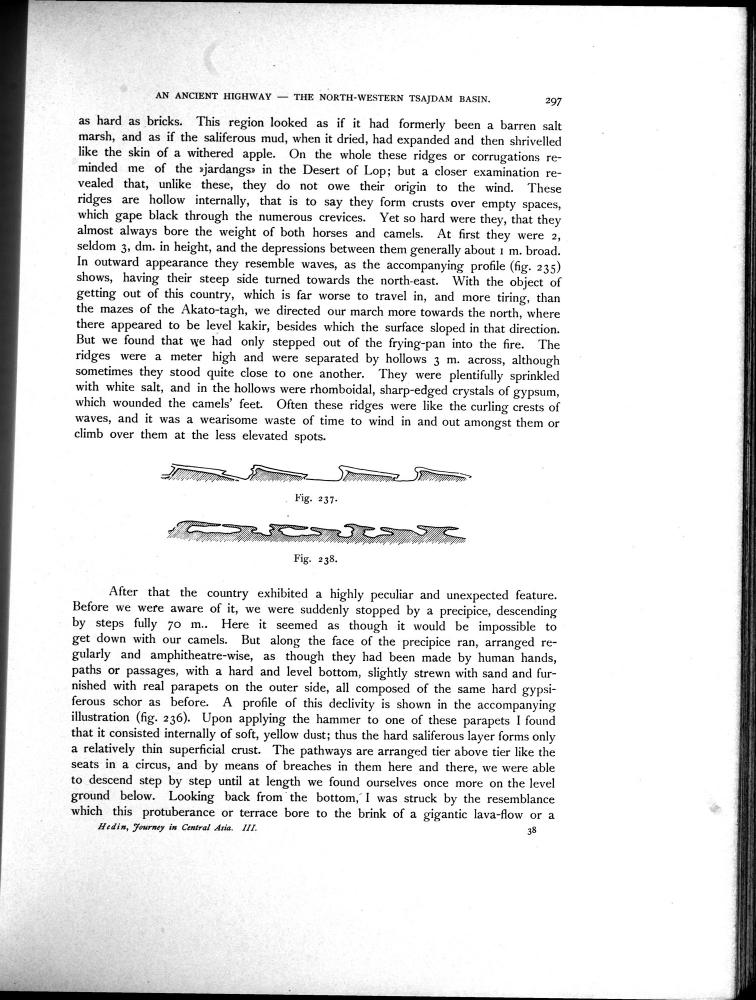 AN ANCIENT HIGHWAY — THE NORTH-WESTERN TSAJDAM BASIN. 297
as hard as bricks. This region looked as if it had formerly been a barren salt
marsh, and as if the saliferous mud, when it dried, had expanded and then shrivelled
like the skin of a withered apple. On the whole these ridges or corrugations re-
minded me of the »jardangs» in the Desert of Lop; but a closer examination re-
vealed that, unlike these, they do not owe their origin to the wind. These
ridges are hollow internally, that is to say they form crusts over empty spaces,
which gape black through the numerous crevices. Yet so hard were they, that they
almost always bore the weight of both horses and camels. At first they were 2,
seldom 3, dm. in height, and the depressions between them generally about 1 m. broad.
In outward appearance they resemble waves, as the accompanying profile (fig. 235)
shows, having their steep side turned towards the north-east. With the object of
getting out of this country, which is far worse to travel in, and more tiring, than
the mazes of the Akato-tagh, we directed our march more towards the north, where
there appeared to be level kakir, besides which the surface sloped in that direction.
But we found that we had only stepped out of the frying-pan into the fire. The
ridges were a meter high and were separated by hollows 3 m. across, although
sometimes they stood quite close to one another. They were plentifully sprinkled
with white salt, and in the hollows were rhomboidal, sharp-edged crystals of gypsum,
which wounded the camels' feet. Often these ridges were like the curling crests of
waves, and it was a wearisome waste of time to wind in and out amongst them or
climb over them at the less elevated spots.
Fig. 237.
Fig. 238.
After that the country exhibited a highly peculiar and unexpected feature.
Before we were aware of it, we were suddenly stopped by a precipice, descending
by steps fully 70 m.. Here it seemed as though it would be impossible to
get down with our camels. But along the face of the precipice ran, arranged re-
gularly and amphitheatre-wise, as though they had been made by human hands,
paths or passages, with a hard and level bottom, slightly strewn with sand and fur-
nished with real parapets on the outer side, all composed of the same hard gypsi-
ferous schor as before. A profile of this declivity is shown in the accompanying
illustration (fig. 236). Upon applying the hammer to one of these parapets I found
that it consisted internally of soft, yellow dust; thus the hard saliferous layer forms only
a relatively thin superficial crust. The pathways are arranged tier above tier like the
seats in a circus, and by means of breaches in them here and there, we were able
to descend step by step until at length we found ourselves once more on the level
ground below. Looking back from the bottom, I was struck by the resemblance
which this protuberance or terrace bore to the brink of a gigantic lava-flow or a
Hedin, Journey in Central Asia. III. 38